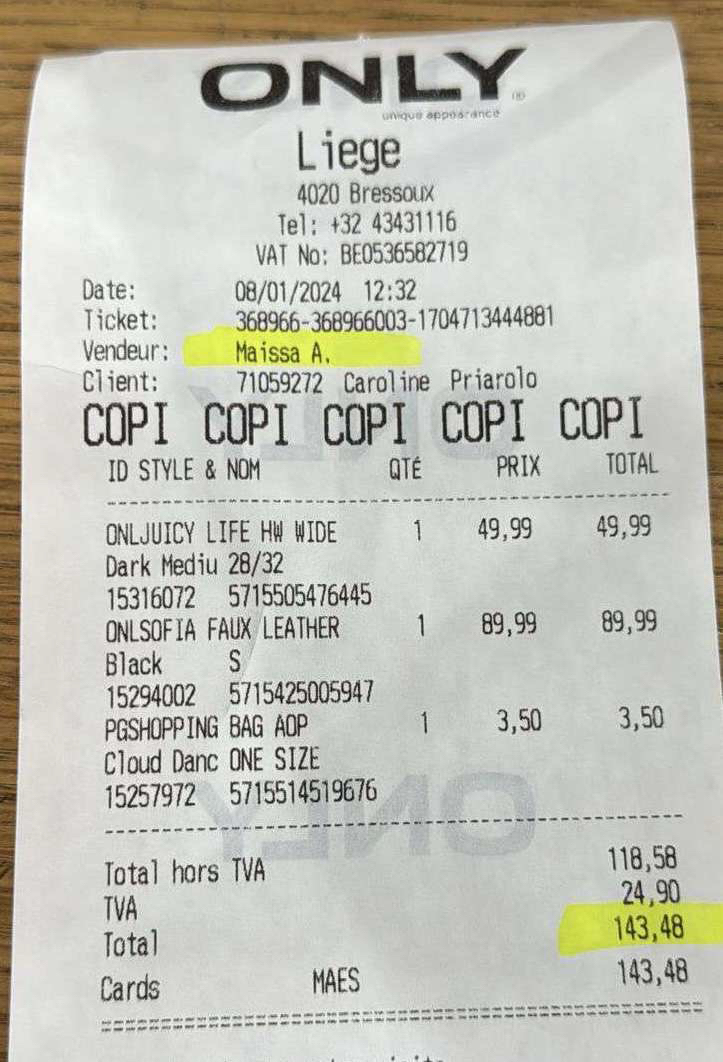 ONLY
unique appearance
Liege
4020 Bressoux
Tel: +32 43431116
VAT No: BE0536582719
Date: 08/01/2024 12:32
Ticket: 368966-368966003-1704713444881
Vendeur: Maissa A.
Client: 71059272 Caroline Priarolo
COPI COPI COPI COPI COPI
ID STYLE & NOM QTÉ PRIX TOTAL
ONLJUICY LIFE HW WIDE 1 49,99 49,99
Dark Mediu 28/32
15316072 5715505476445
ONLSOFIA FAUX LEATHER 1 89,99 89,99
Black S
15294002 5715425005947
PGSHOPPING BAG AOP 1 3,50 3,50
Cloud Danc ONE SIZE
15257972 5715514519676
Total hors TVA 118,58
TVA 24,90
Total 143,48
Cards MAES 143,48